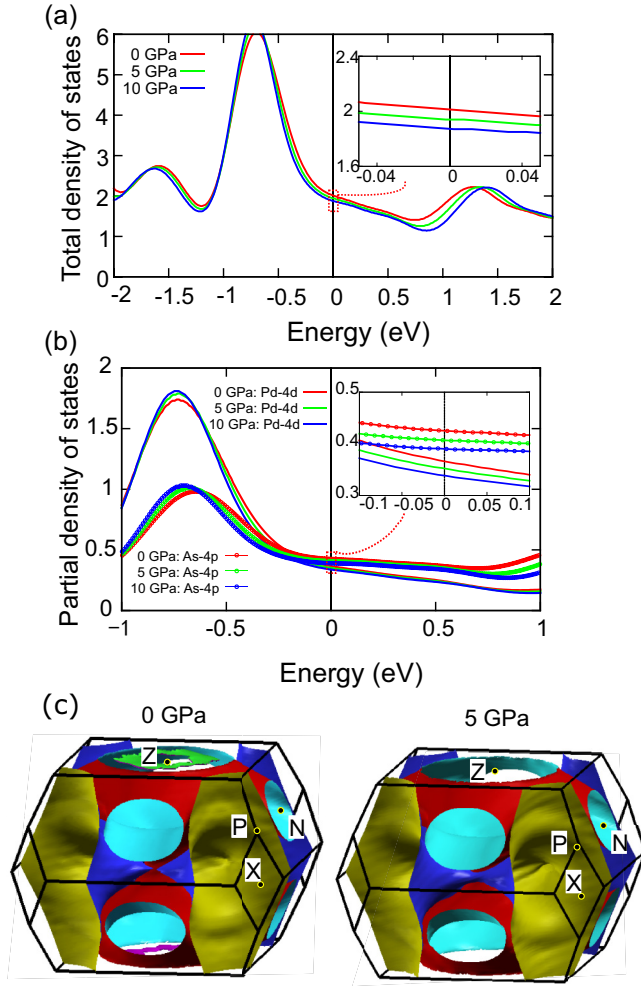 (a)
Total density of states
6
5
4
3
2
1
0
0 GPa
5 GPa
10 GPa
2.4
2
1.6
-0.04
0
0.04
-2
-1.5
-1
-0.5
0
0.5
1
1.5
2
Energy (eV)
(b)
Partial density of states
2
1.5
1
0.5
0
0 GPa: Pd-4d
5 GPa: Pd-4d
10 GPa: Pd-4d
0.5
0.4
0.3
-0.1
-0.05
0.0
0.05
0.1
0 GPa: As-4p
5 GPa: As-4p
10 GPa: As-4p
−1
-0.5
0
0.5
1
Energy (eV)
(c)
0 GPa
5 GPa
Z
P
N
X
Z
P
N
X